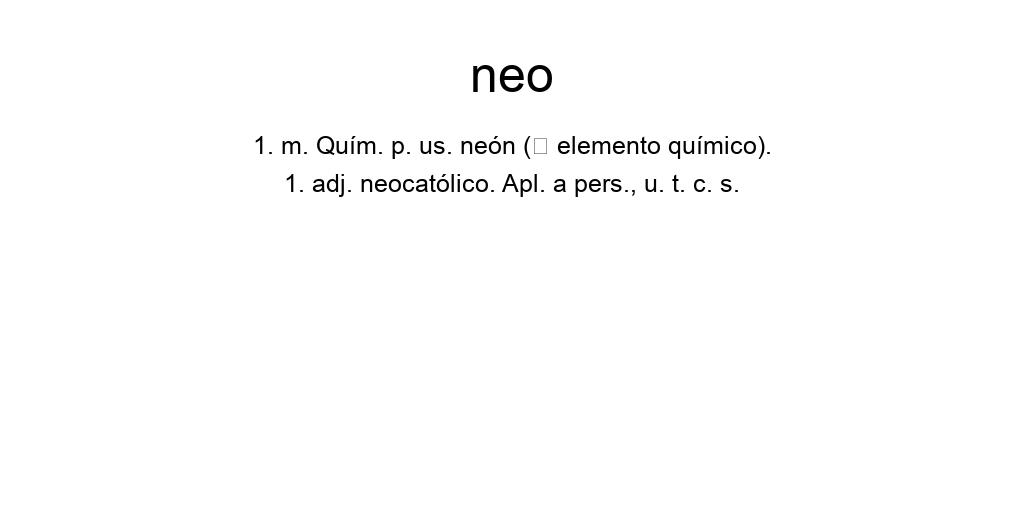 neo
1. m. Quím. p. us. neón (□ elemento químico).
1. adj. neocatólico. Apl. a pers., u. t. c. s.